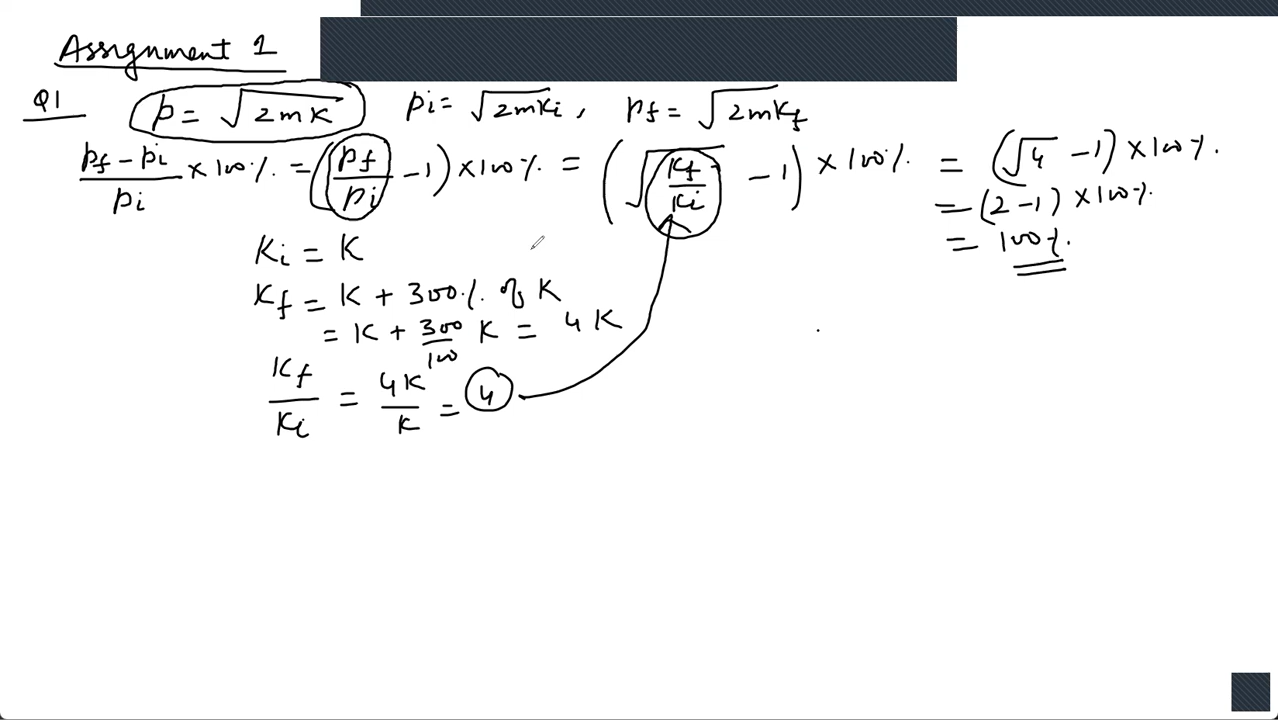 Assignment 1
Q1 p = √2mK pi = √2mKi , pf = √2mKf
pf - pi / pi × 100% = (pf / pi - 1) × 100% = (√Kf / Ki - 1) × 100% = (√4 - 1) × 100%.
= (2 - 1) × 100%.
= 100%.
Ki = K
Kf = K + 300% of K
= K + 300/100 K = 4K
Kf / Ki = 4K / K = 4